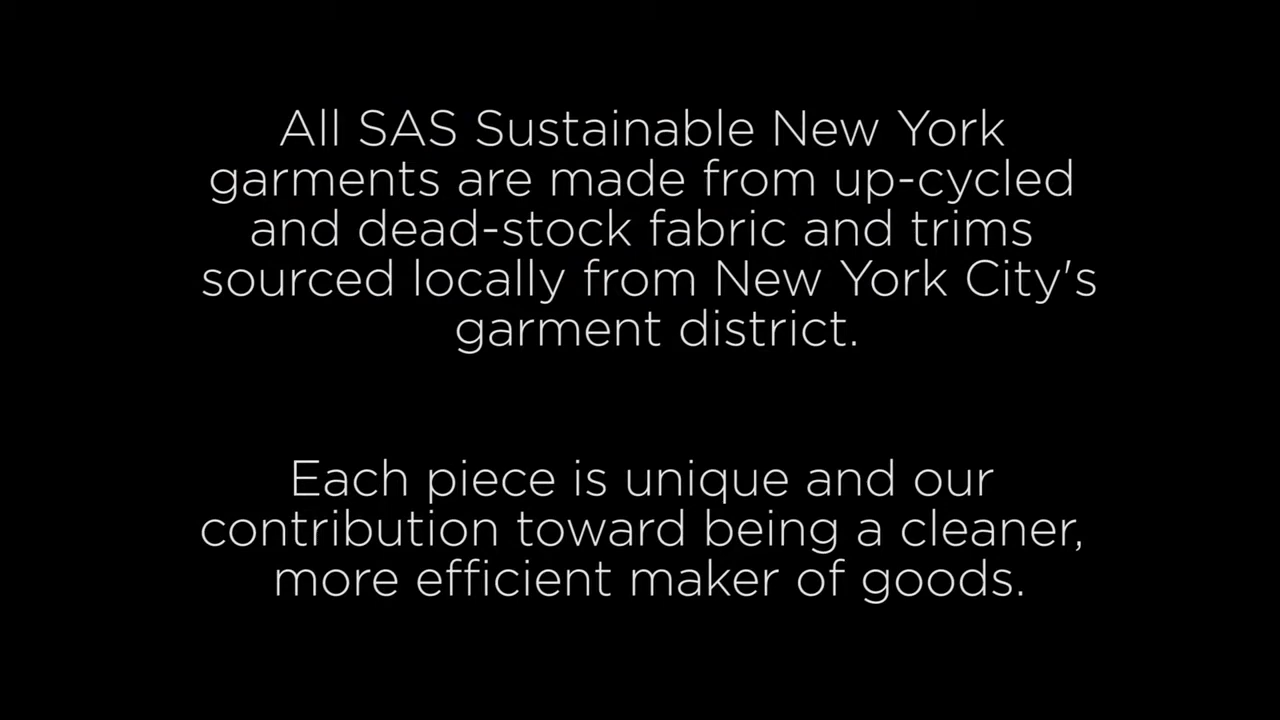 All SAS Sustainable New York
garments are made from up-cycled
and dead-stock fabric and trims
sourced locally from New York City's
garment district.
Each piece is unique and our
contribution toward being a cleaner,
more efficient maker of goods.